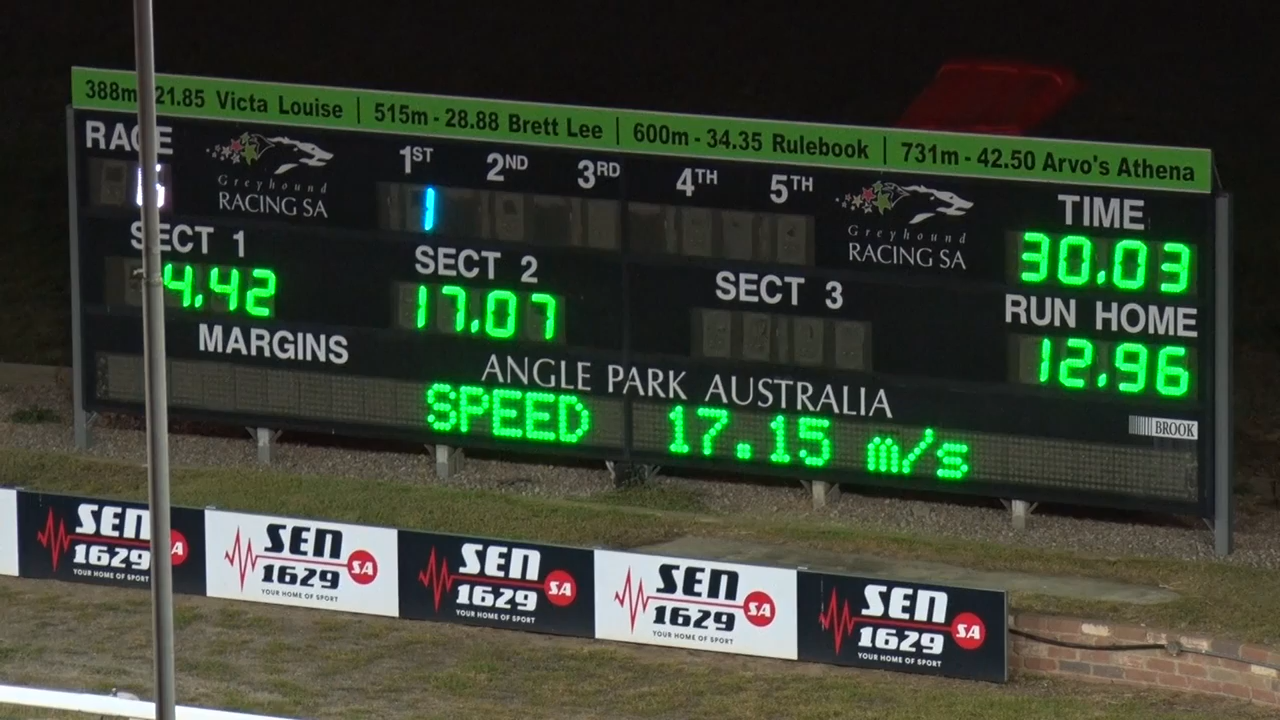 388m 21.85 Victa Louise | 515m - 28.88 Brett Lee | 600m - 34.35 Rulebook | 731m - 42.50 Arvo's Athena
RACE
Greyhound
RACING SA
1ST 2ND 3RD 4TH 5TH
1
Greyhound
RACING SA
TIME
30.03
SECT 1
4.42
SECT 2
17.07
SECT 3
RUN HOME
12.96
MARGINS
ANGLE PARK AUSTRALIA
SPEED 17.15 m/s
BROOK
SEN
1629 SA
YOUR HOME OF SPORT
SEN
1629 SA
YOUR HOME OF SPORT
SEN
1629 SA
YOUR HOME OF SPORT
SEN
1629 SA
YOUR HOME OF SPORT
SEN
1629 SA
YOUR HOME OF SPORT